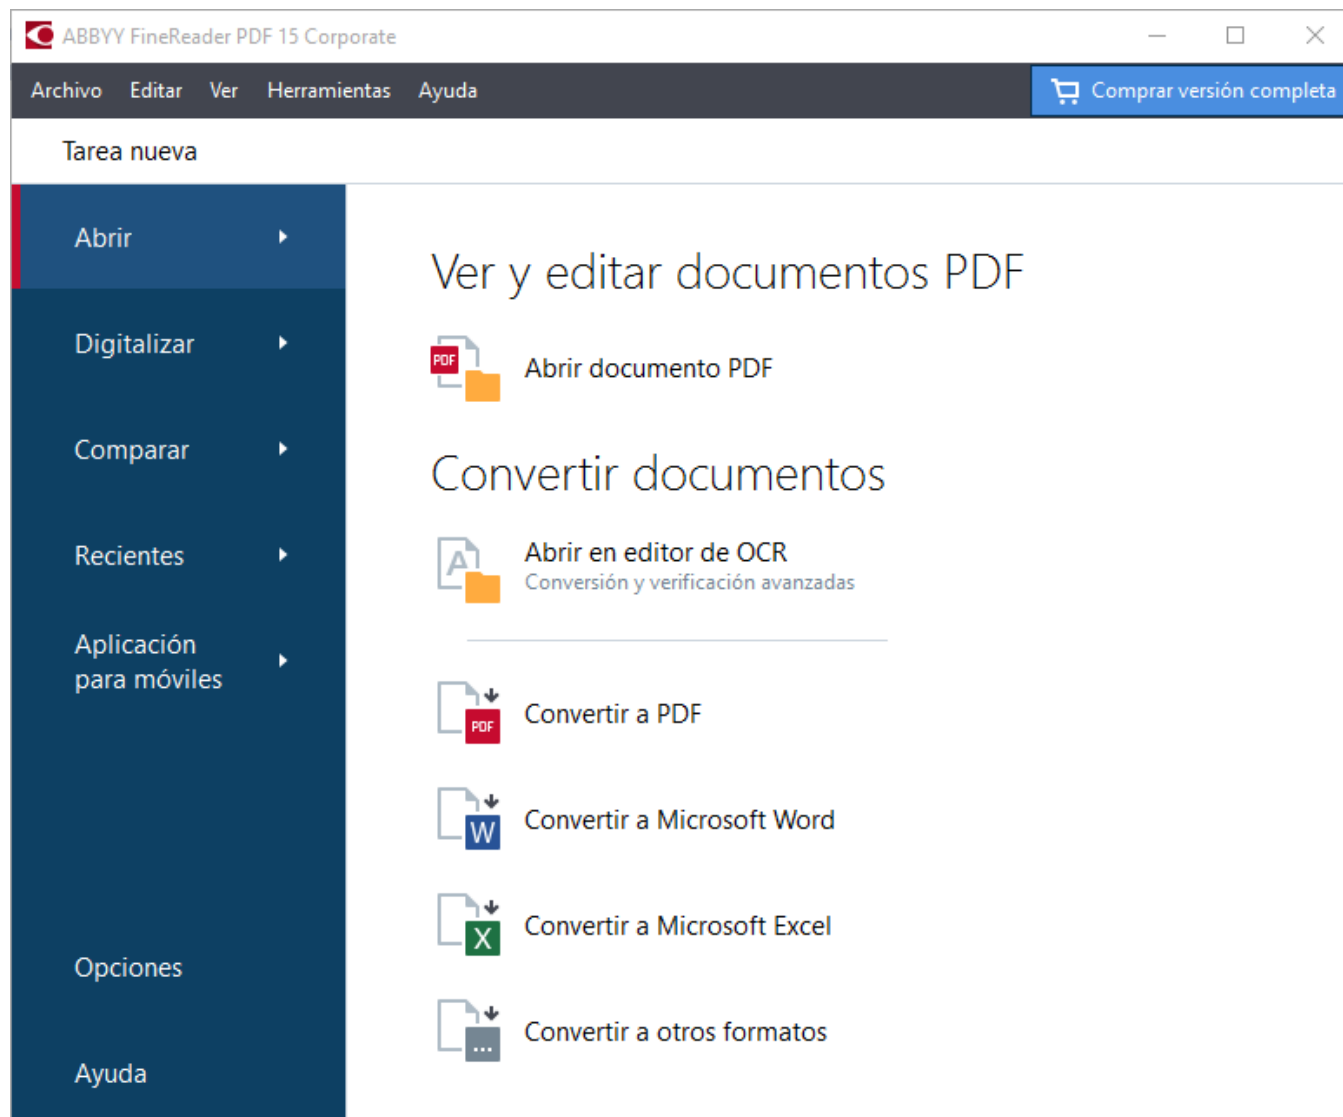 ABBYY FineReader PDF 15 Corporate
Archivo Editar Ver Herramientas Ayuda Comprar versión completa
Tarea nueva
Abrir
Digitalizar
Comparar
Recientes
Aplicación
para móviles
Opciones
Ayuda
Ver y editar documentos PDF
PDF
Abrir documento PDF
Convertir documentos
A
Abrir en editor de OCR
Conversión y verificación avanzadas
PDF
Convertir a PDF
W
Convertir a Microsoft Word
X
Convertir a Microsoft Excel
...
Convertir a otros formatos